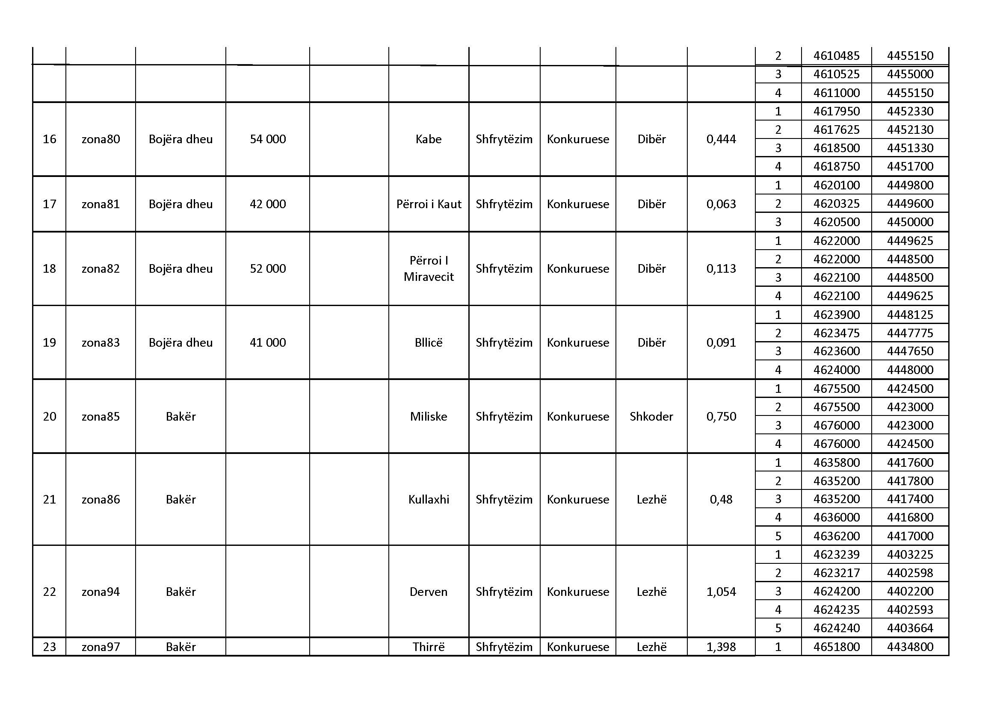 2 4610485 4455150
3 4610525 4455000
4 4611000 4455150
16 zona80 Bojëra dheu 54 000 Kabe Shfrytëzim Konkuruese Dibër 0,444
1 4617950 4452330
2 4617625 4452130
3 4618500 4451330
4 4618750 4451700
17 zona81 Bojëra dheu 42 000 Përroi i Kaut Shfrytëzim Konkuruese Dibër 0,063
1 4620100 4449800
2 4620325 4449600
3 4620500 4450000
18 zona82 Bojëra dheu 52 000 Përroi I
Miravecit Shfrytëzim Konkuruese Dibër 0,113
1 4622000 4449625
2 4622000 4448500
3 4622100 4448500
4 4622100 4449625
19 zona83 Bojëra dheu 41 000 Bllicë Shfrytëzim Konkuruese Dibër 0,091
1 4623900 4448125
2 4623475 4447775
3 4623600 4447650
4 4624000 4448000
20 zona85 Bakër Miliske Shfrytëzim Konkuruese Shkoder 0,750
1 4675500 4424500
2 4675500 4423000
3 4676000 4423000
4 4676000 4424500
21 zona86 Bakër Kullaxhi Shfrytëzim Konkuruese Lezhë 0,48
1 4635800 4417600
2 4635200 4417800
3 4635200 4417400
4 4636000 4416800
5 4636200 4417000
22 zona94 Bakër Derven Shfrytëzim Konkuruese Lezhë 1,054
1 4623239 4403225
2 4623217 4402598
3 4624200 4402200
4 4624235 4402593
5 4624240 4403664
23 zona97 Bakër Thirrë Shfrytëzim Konkuruese Lezhë 1,398 1 4651800 4434800